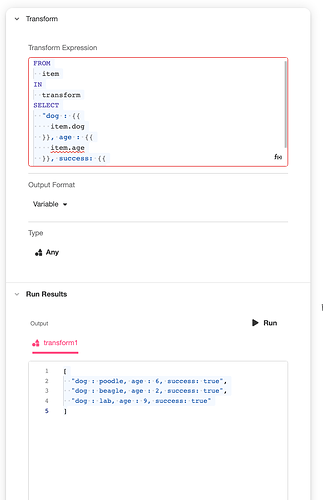 Transform
Transform Expression
FROM
item
IN
transform
SELECT
"dog : {{
item.dog
}}, age : {{
item.age
}}, success: {{
f(x)
Output Format
Variable
Type
Any
Run Results
Output
Run
transform1
1 [
2 "dog : poodle, age : 6, success: true",
3 "dog : beagle, age : 2, success: true",
4 "dog : lab, age : 9, success: true"
5 ]